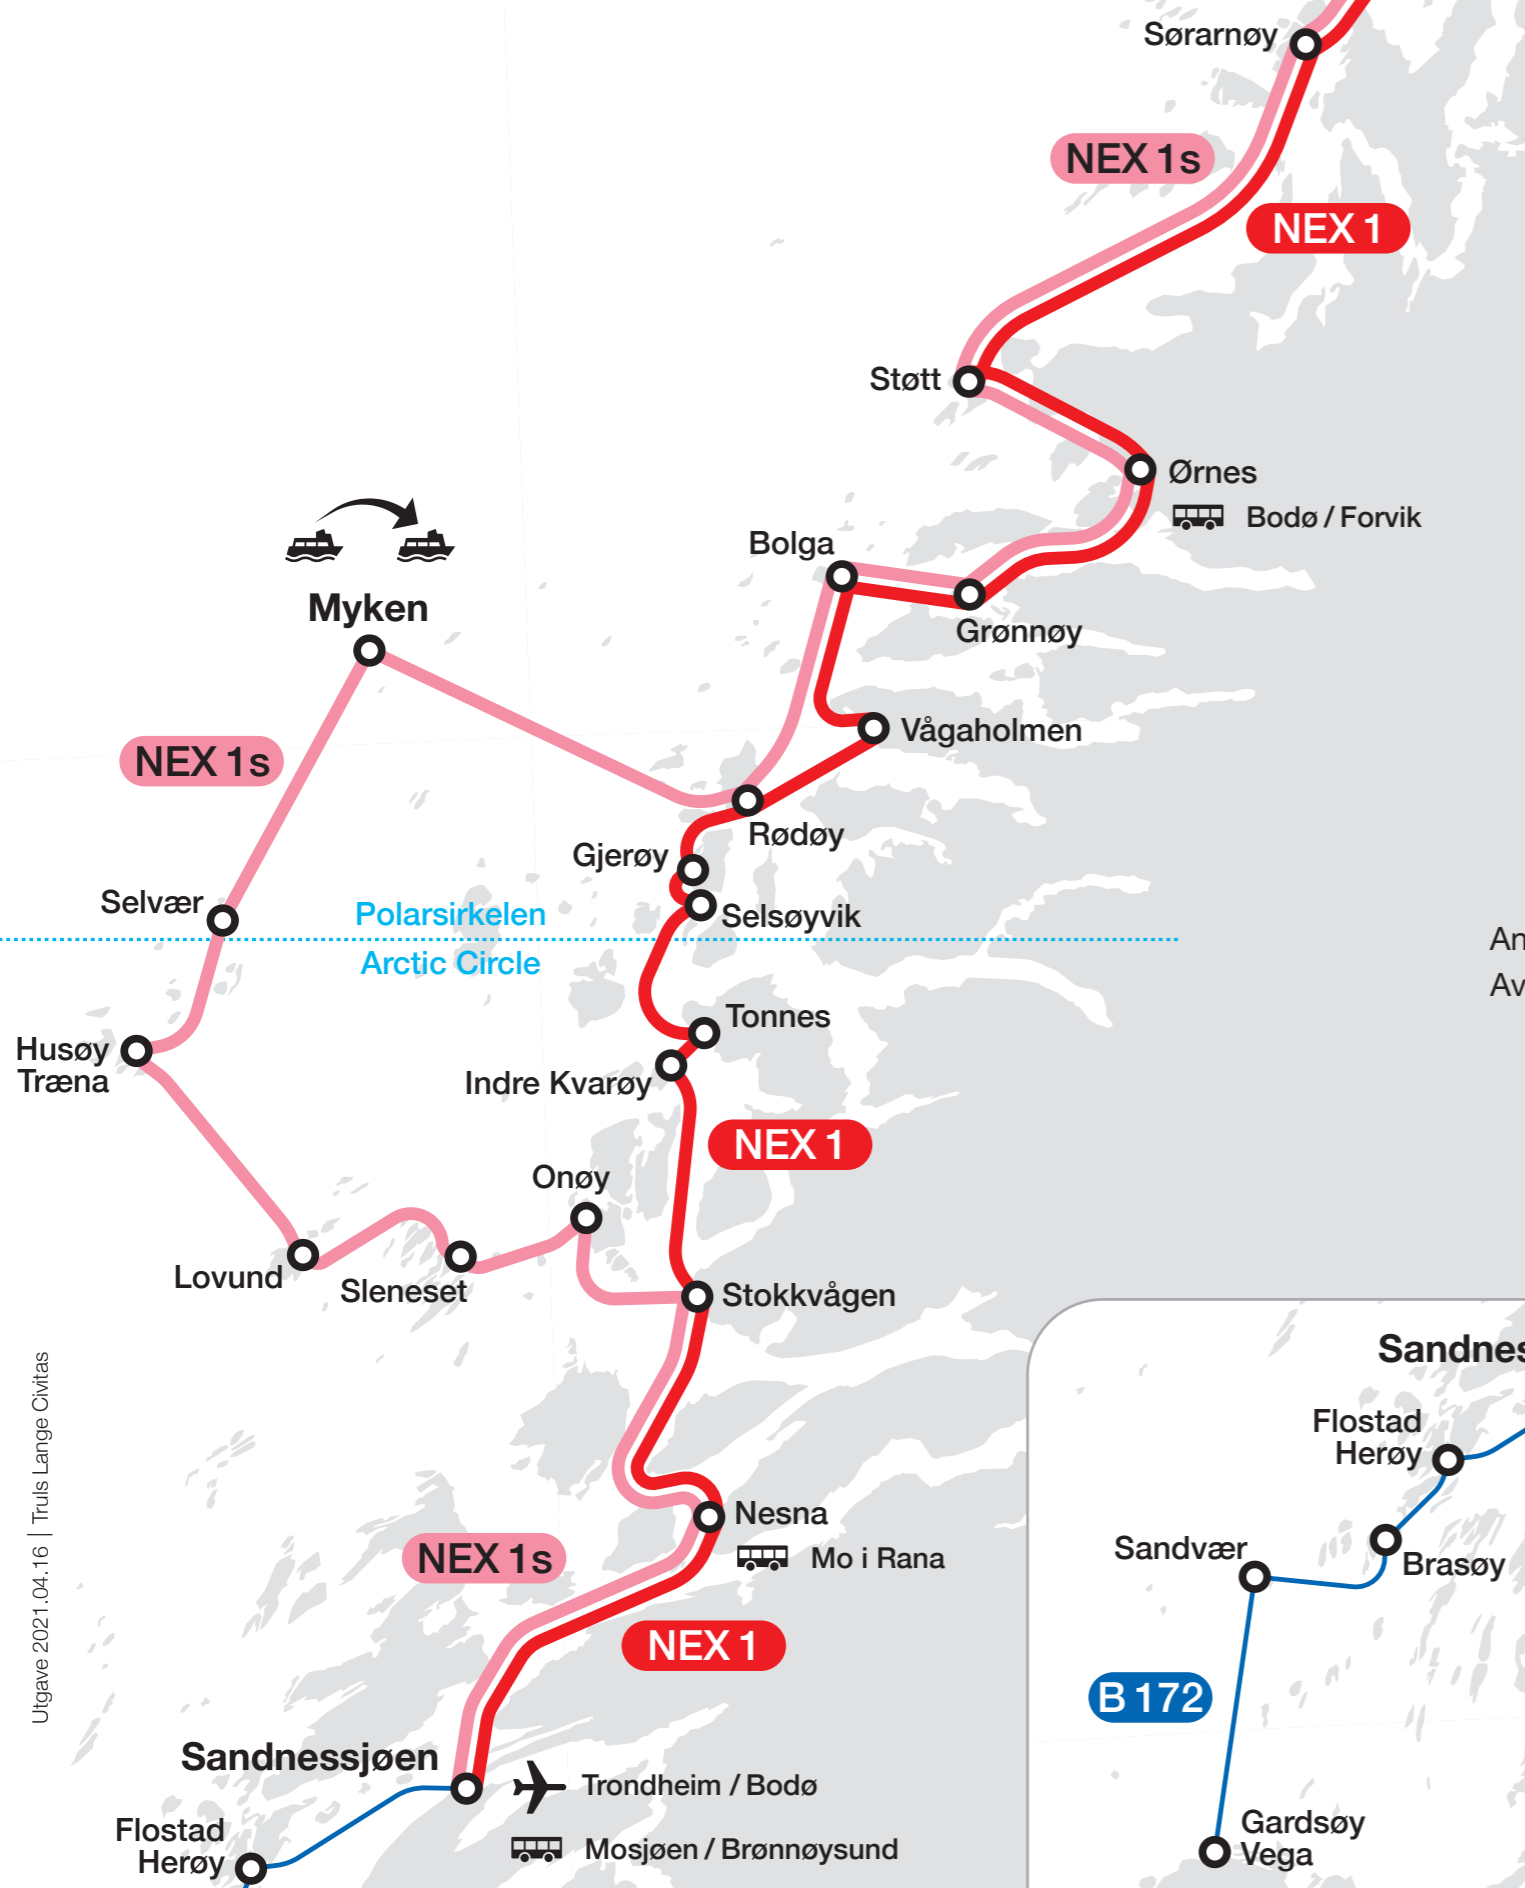 Sørarnøy
NEX 1s
NEX 1
Støtt
Ørnes
Bodø / Forvik
Bolga
Grønnøy
Myken
Vågaholmen
NEX 1s
Rødøy
Gjerøy
Selvær
Polarsirkelen
Selsøyvik
Arctic Circle
An
Av
Tonnes
Husøy
Træna
Indre Kvarøy
NEX 1
Onøy
Lovund
Sleneset
Stokkvågen
Nesna
Mo i Rana
NEX 1s
NEX 1
Sandnessjøen
Trondheim / Bodø
Mosjøen / Brønnøysund
Flostad
Herøy
Utgave 2021.04.16 | Truls Lange Civitas
Sandnes
Flostad
Herøy
Sandvær
Brasøy
B 172
Gardsøy
Vega